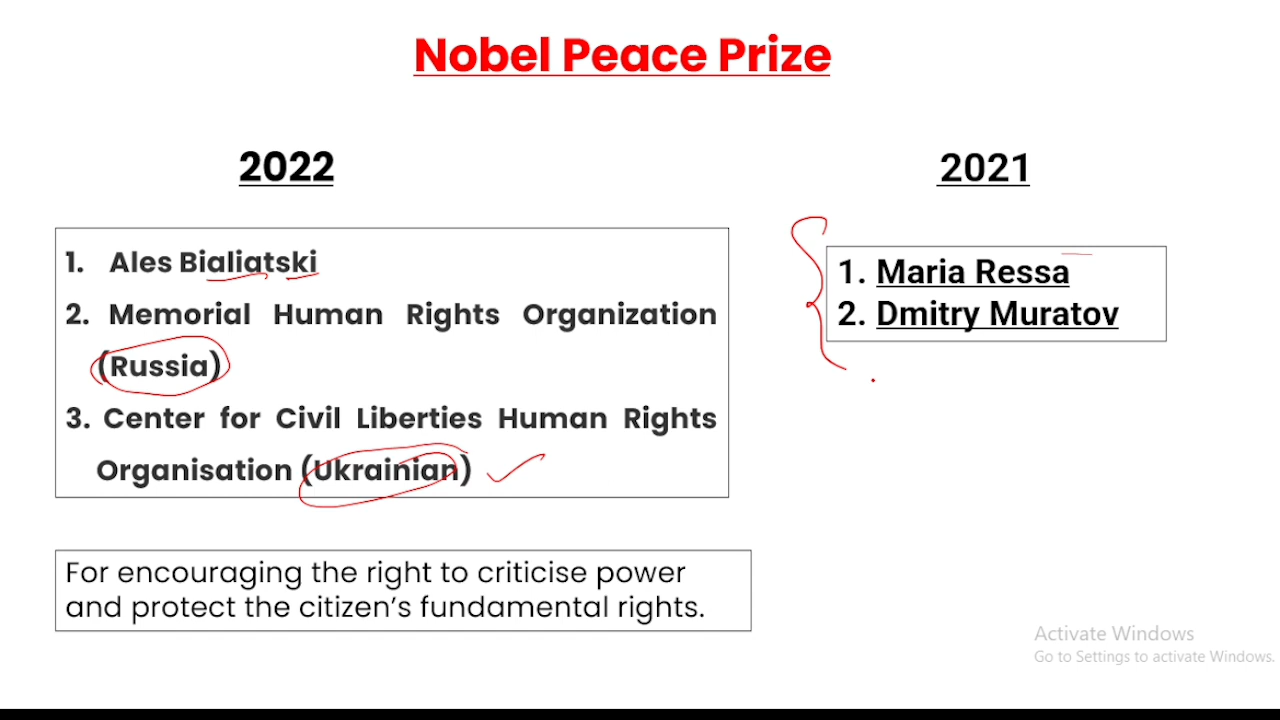 Nobel Peace Prize
2022
1. Ales Bialiatski
2. Memorial Human Rights Organization
(Russia)
3. Center for Civil Liberties Human Rights
Organisation (Ukrainian)
For encouraging the right to criticise power
and protect the citizen's fundamental rights.
2021
1. Maria Ressa
2. Dmitry Muratov
Activate Windows
Go to Settings to activate Windows.